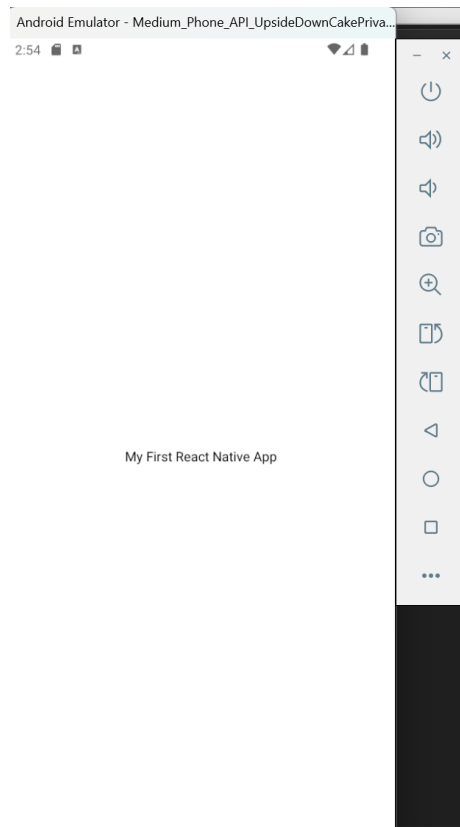 Android Emulator - Medium_Phone_API_UpsideDownCakePriva...
2:54
My First React Native App